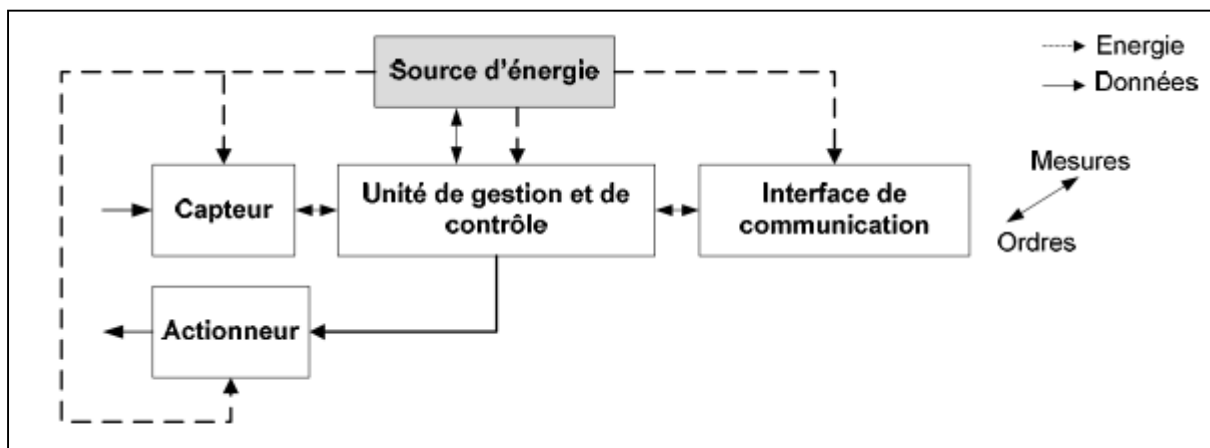 Source d'énergie
Energie
Données
Mesures
Ordres
Capteur
Unité de gestion et de
contrôle
Interface de
communication
Actionneur